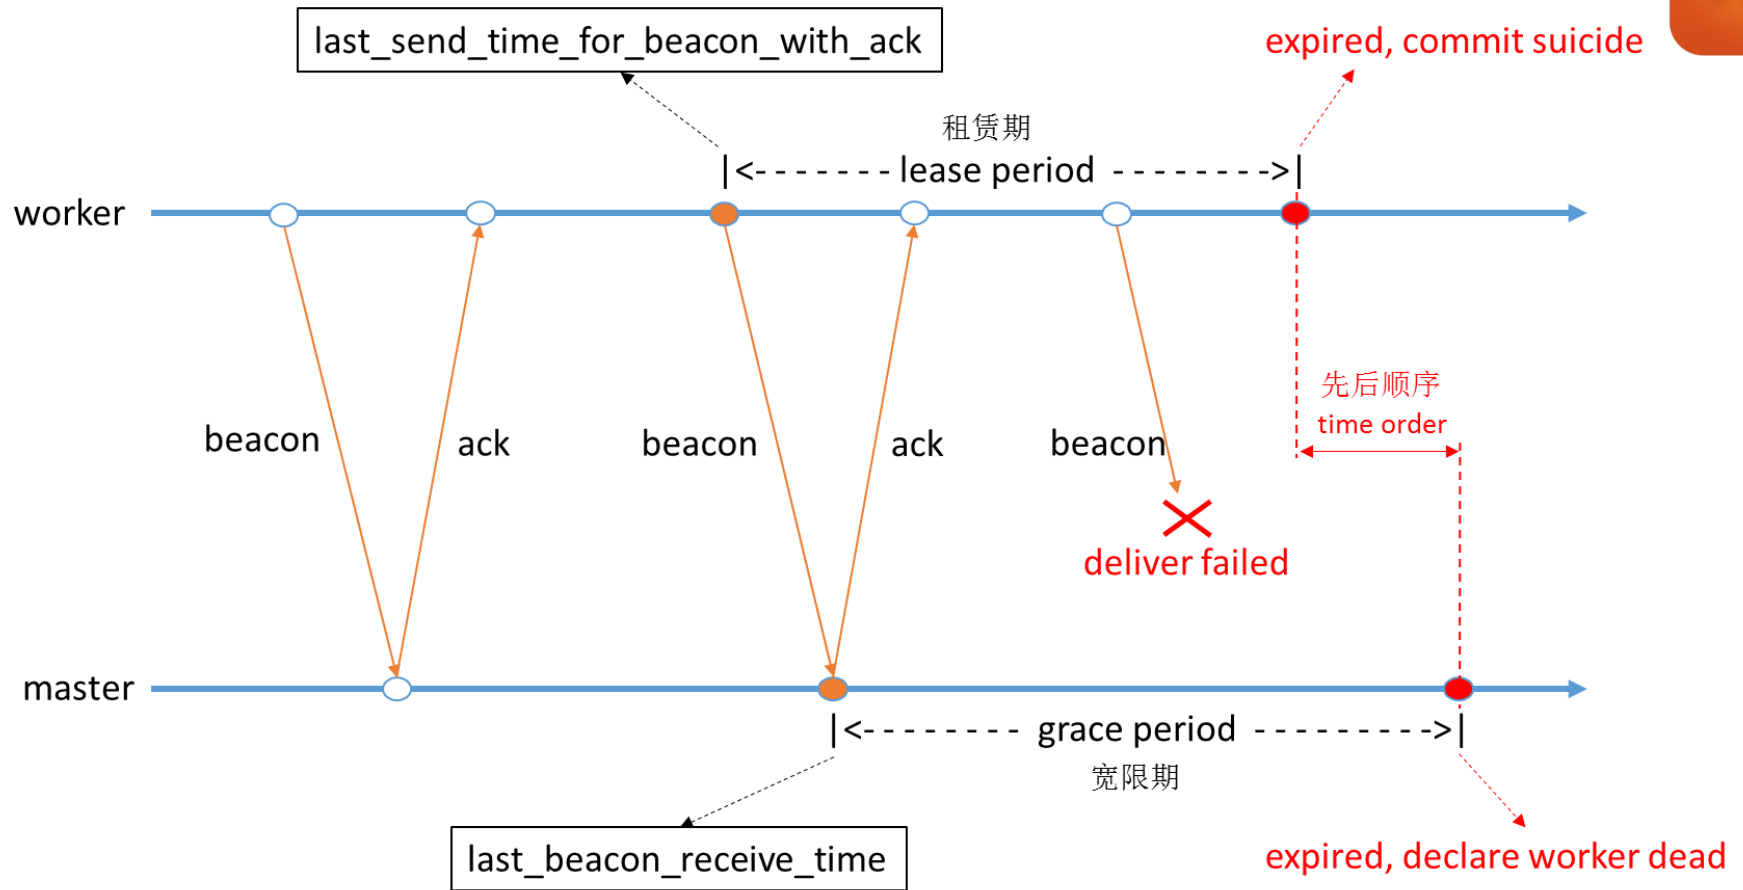 last_send_time_for_beacon_with_ack
expired, commit suicide
租赁期
|<- - - - - - - lease period - - - - - - - ->|
worker
先后顺序
time order
beacon
ack
beacon
ack
beacon
deliver failed
master
|<- - - - - - - - grace period - - - - - - - - ->|
宽限期
last_beacon_receive_time
expired, declare worker dead